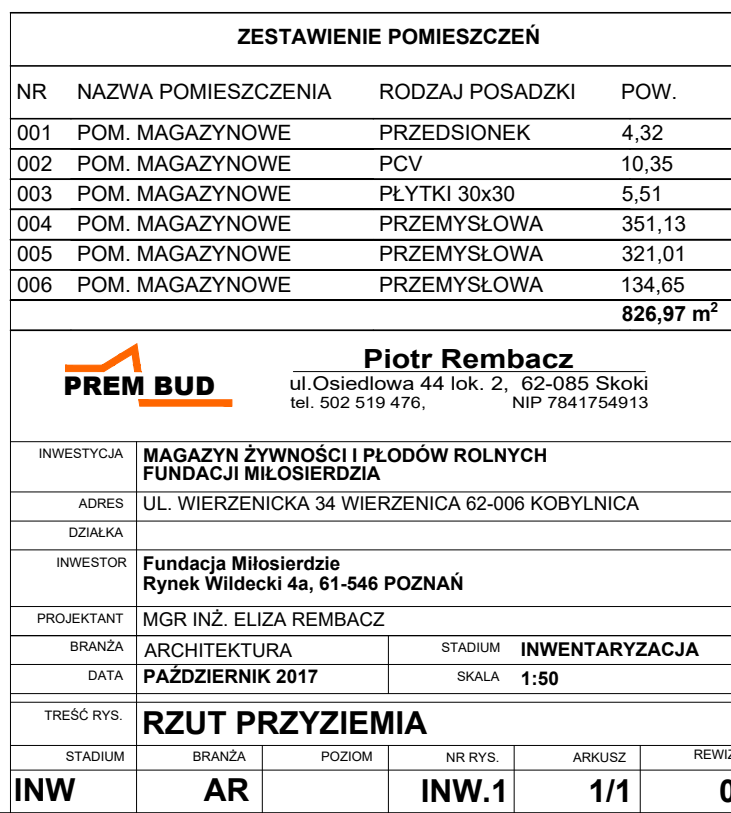 ZESTAWIENIE POMIESZCZEŃ
NR NAZWA POMIESZCZENIA RODZAJ POSADZKI POW.
001 POM. MAGAZYNOWE PRZEDSIONEK 4,32
002 POM. MAGAZYNOWE PCV 10,35
003 POM. MAGAZYNOWE PŁYTKI 30x30 5,51
004 POM. MAGAZYNOWE PRZEMYSŁOWA 351,13
005 POM. MAGAZYNOWE PRZEMYSŁOWA 321,01
006 POM. MAGAZYNOWE PRZEMYSŁOWA 134,65
826,97 m²
PREM BUD
Piotr Rembacz
ul.Osiedlowa 44 lok. 2, 62-085 Skoki
tel. 502 519 476, NIP 7841754913
INWESTYCJA MAGAZYN ŻYWNOŚCI I PŁODÓW ROLNYCH
FUNDACJI MIŁOSIERDZIA
ADRES UL. WIERZENICKA 34 WIERZENICA 62-006 KOBYLNICA
DZIAŁKA
INWESTOR Fundacja Miłosierdzie
Rynek Wildecki 4a, 61-546 POZNAŃ
PROJEKTANT MGR INŻ. ELIZA REMBACZ
BRANŻA ARCHITEKTURA STADIUM INWENTARYZACJA
DATA PAŹDZIERNIK 2017 SKALA 1:50
TREŚĆ RYS. RZUT PRZYZIEMIA
STADIUM BRANŻA POZIOM NR RYS. ARKUSZ REWIZ
INW AR INW.1 1/1 0